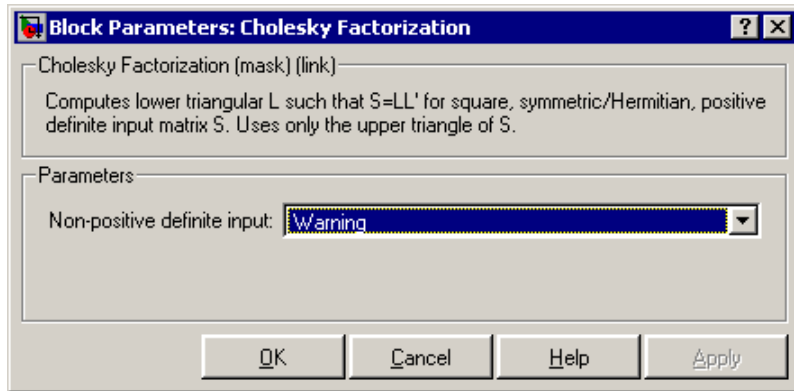 Block Parameters: Cholesky Factorization
Cholesky Factorization (mask) (link)
Computes lower triangular L such that S=LL' for square, symmetric/Hermitian, positive
definite input matrix S. Uses only the upper triangle of S.
Parameters
Non-positive definite input: Warning
OK Cancel Help Apply